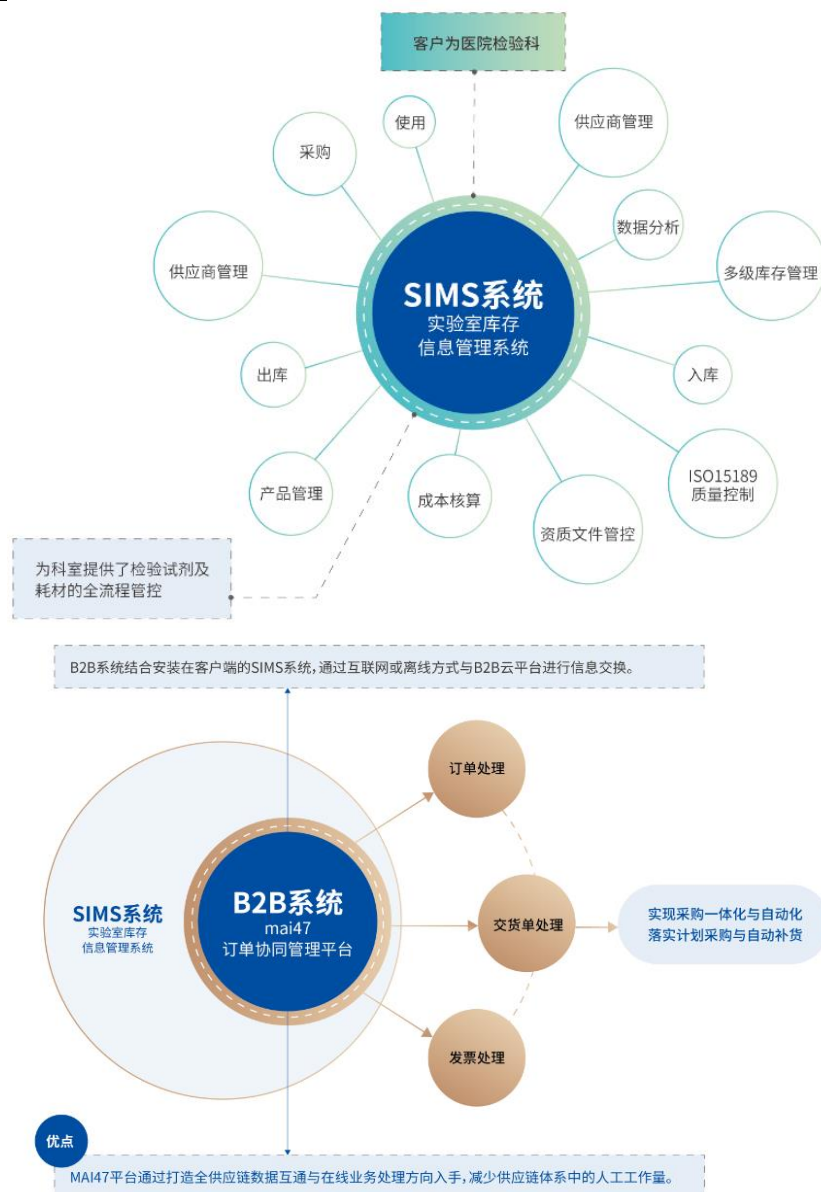 客户为医院检验科
使用
供应商管理
采购
数据分析
供应商管理
多级库存管理
SIMS系统
实验室库存
信息管理系统
出库
入库
产品管理
成本核算
资质文件管控
ISO15189
质量控制
为科室提供了检验试剂及
耗材的全流程管控
B2B系统结合安装在客户端的SIMS系统,通过互联网或离线方式与B2B云平台进行信息交换。
订单处理
SIMS系统
实验室库存
信息管理系统
B2B系统
mai47
订单协同管理平台
交货单处理
实现采购一体化与自动化
落实计划采购与自动补货
发票处理
优点
MAI47平台通过打造全供应链数据互通与在线业务处理方向入手,减少供应链体系中的人工工作量。